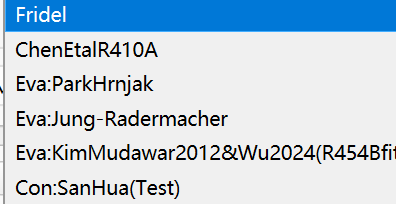 Fridel
ChenEtalR410A
Eva:ParkHrnjak
Eva:Jung-Radermacher
Eva:KimMudawar2012&Wu2024(R454Bfit
Con:SanHua(Test)